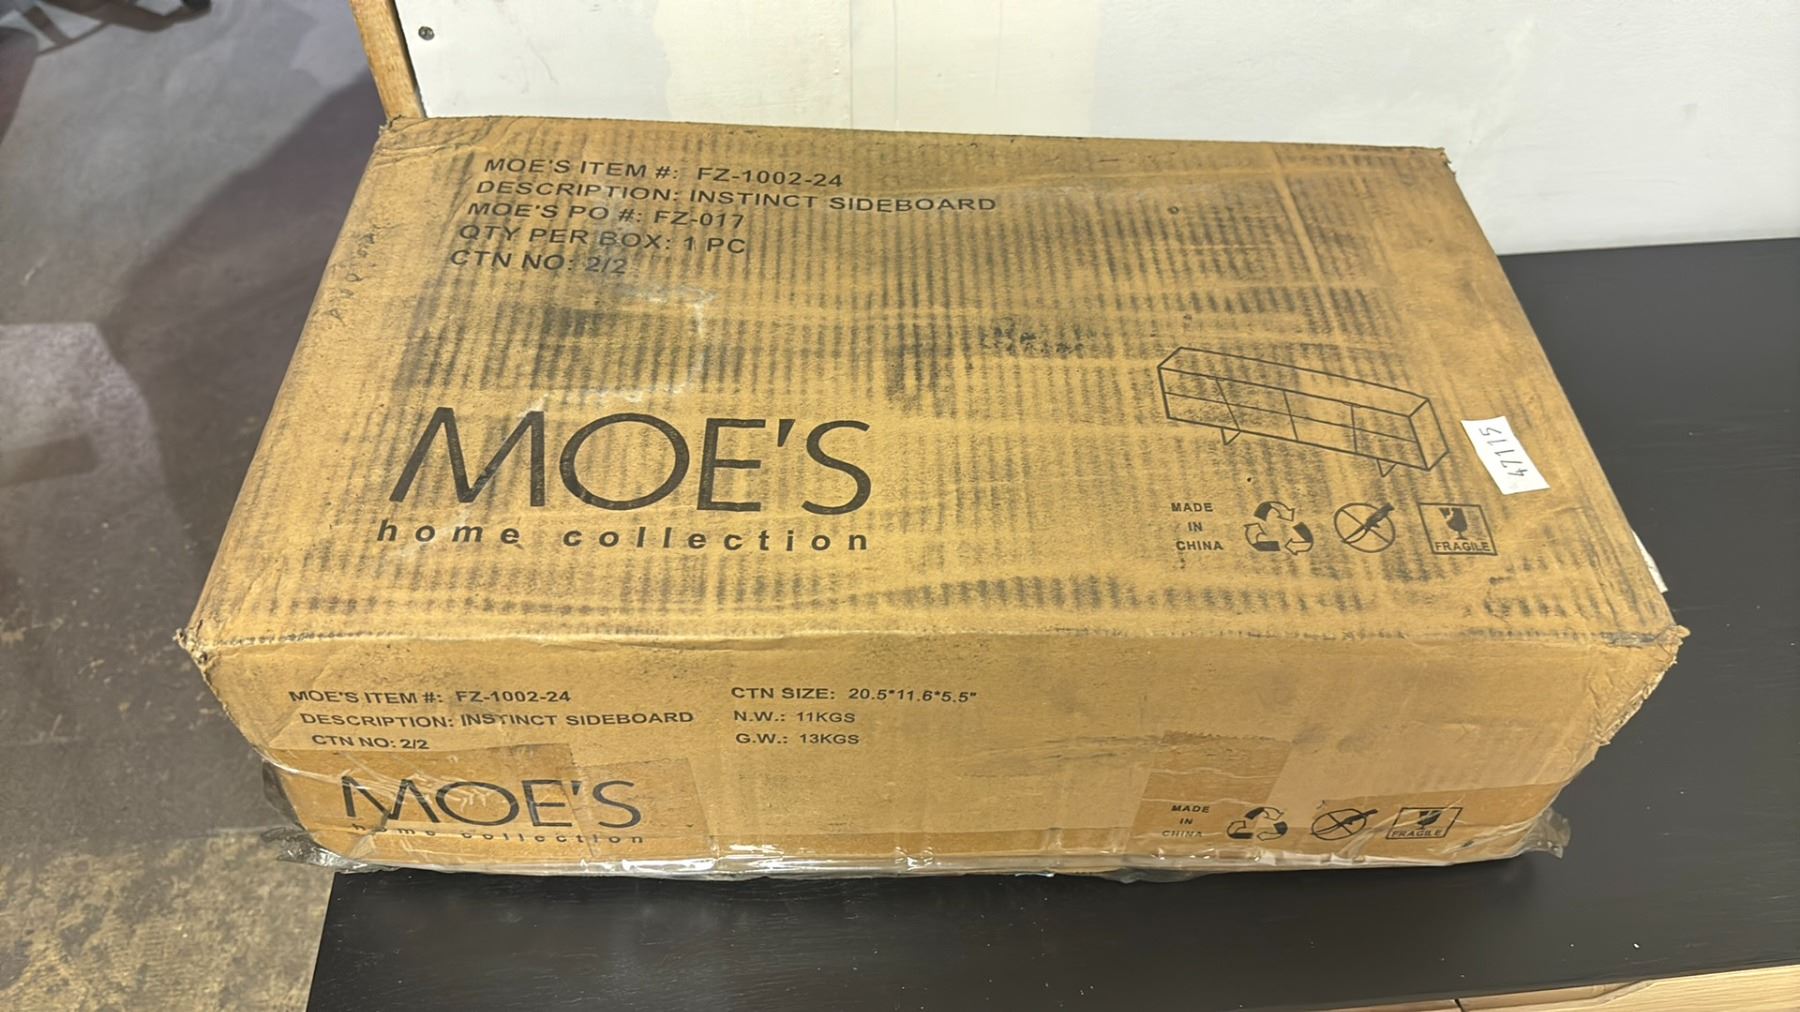 MOE'S ITEM #: FZ-1002-24
DESCRIPTION: INSTINCT SIDEBOARD
MOE'S PO #: FZ-017
QTY PER BOX: 1 PC
CTN NO: 2/2
MOE'S
home collection
47115
MADE
IN
CHINA
FRAGILE
MOE'S ITEM #: FZ-1002-24
DESCRIPTION: INSTINCT SIDEBOARD
CTN NO: 2/2
CTN SIZE: 20.5*11.6*5.5"
N.W.: 11KGS
G.W.: 13KGS
MOE'S
home collection
MADE
IN
CHINA
FRAGILE